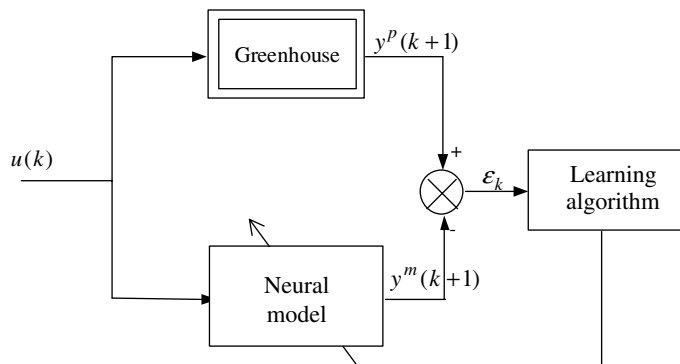 Greenhouse
y^p(k+1)
u(k)
+
ε_k
Learning
algorithm
-
Neural
model
y^m(k+1)